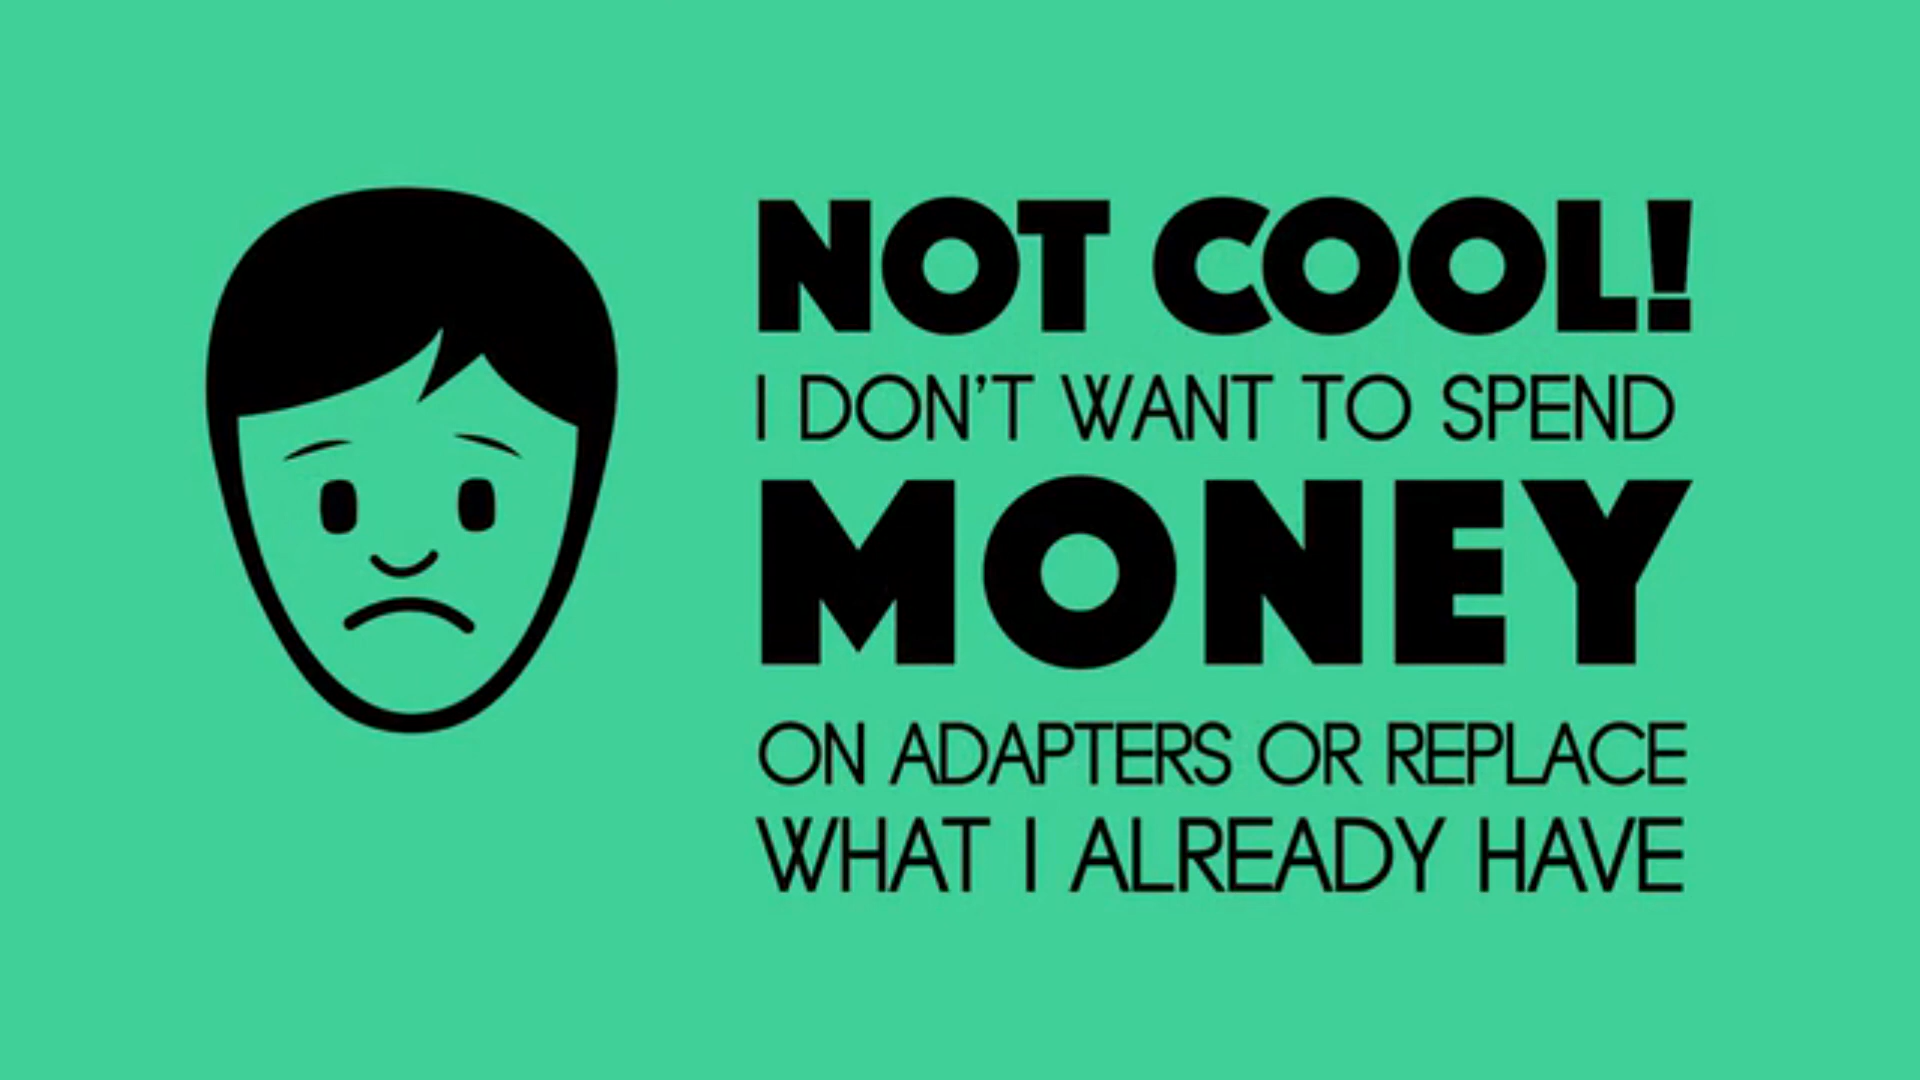 NOT COOL!
I DON'T WANT TO SPEND
MONEY
ON ADAPTERS OR REPLACE
WHAT I ALREADY HAVE